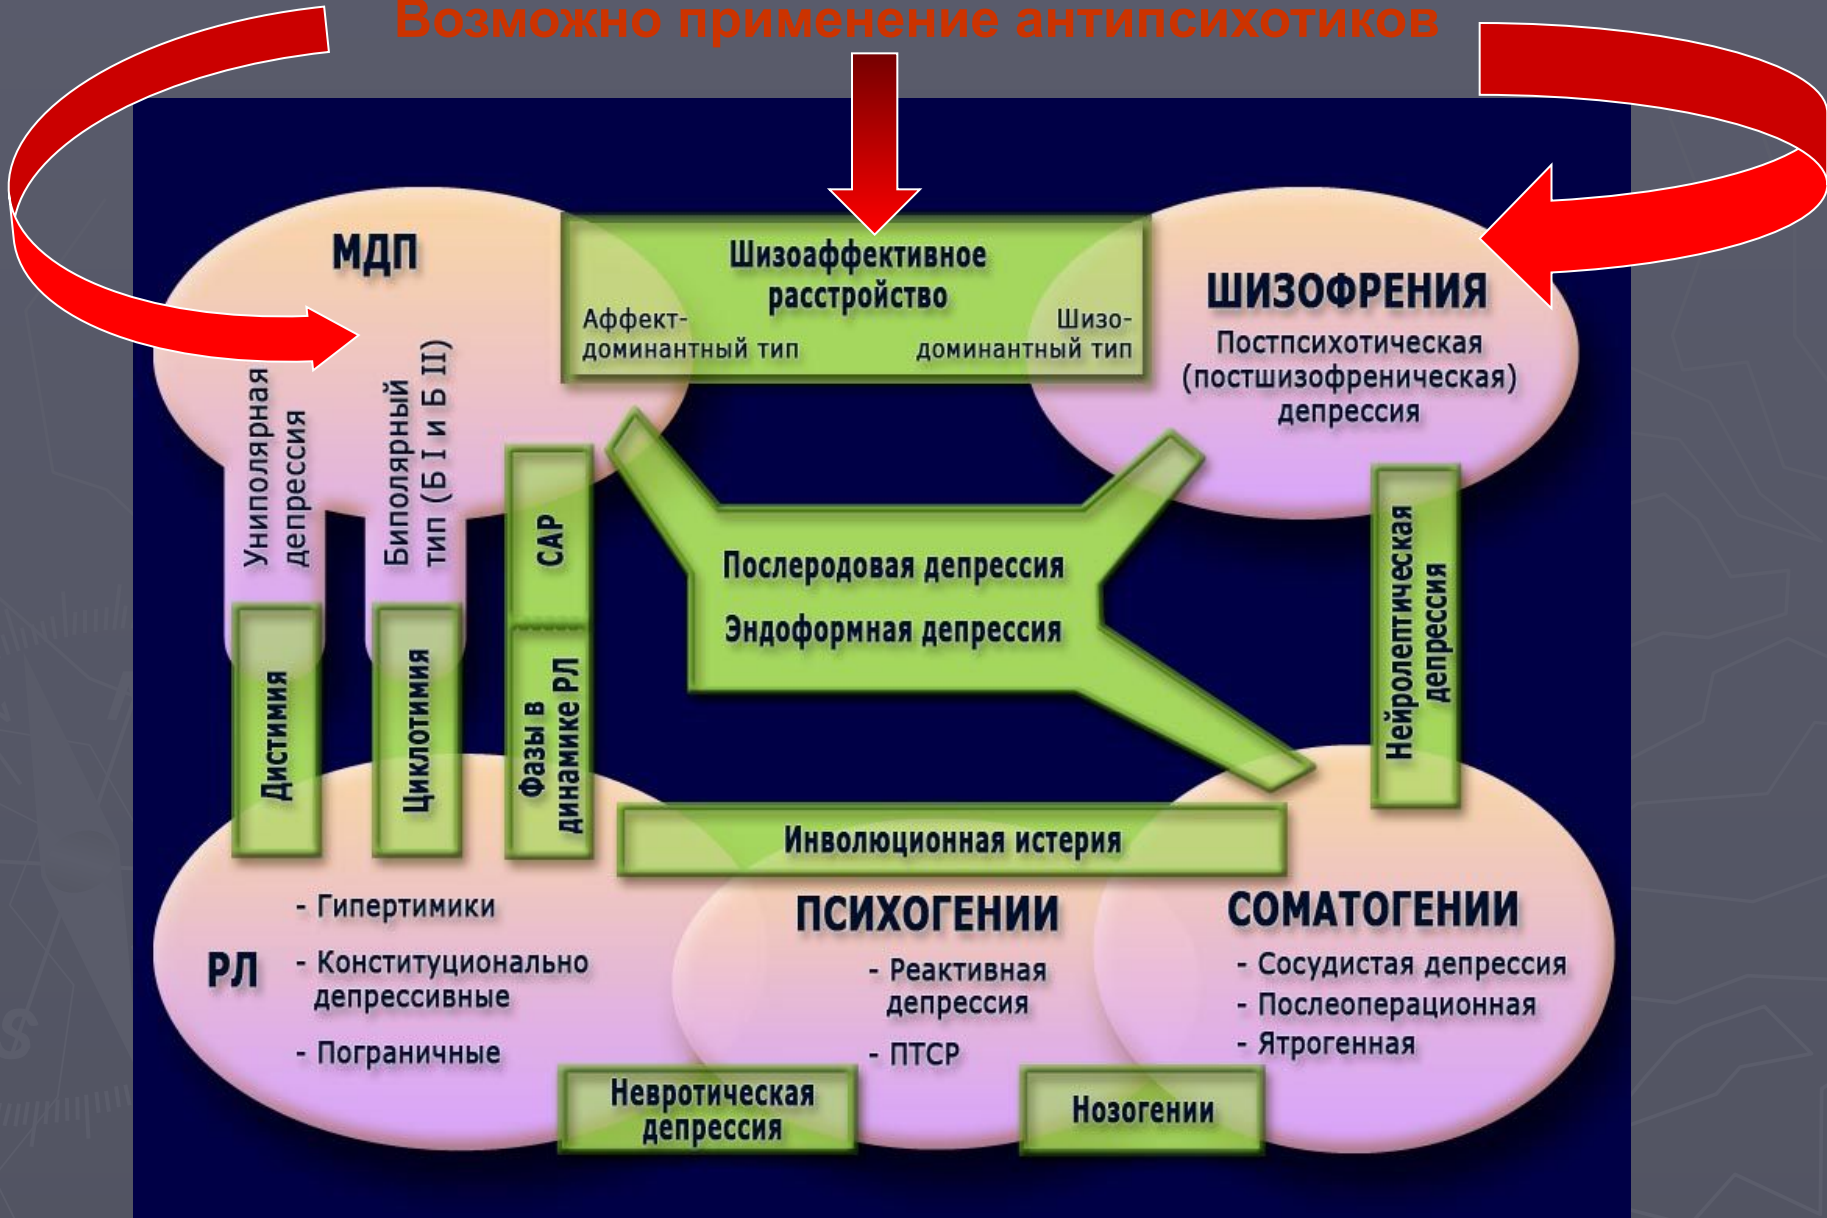 Возможно применение антипсихотиков
МДП
Шизоаффективное
расстройство
Аффект-
доминантный тип
Шизо-
доминантный тип
ШИЗОФРЕНИЯ
Постпсихотическая
(постшизофреническая)
депрессия
Униполярная
депрессия
Биполярный
тип (Б I и Б II)
САР
Послеродовая депрессия
Эндоформная депрессия
Нейролептическая
депрессия
Дистимия
Циклотимия
Фазы в
динамике РЛ
Инволюционная истерия
РЛ
- Гипертимики
- Конституционально
депрессивные
- Пограничные
ПСИХОГЕНИИ
- Реактивная
депрессия
- ПТСР
СОМАТОГЕНИИ
- Сосудистая депрессия
- Послеоперационная
- Ятрогенная
Невротическая
депрессия
Нозогении